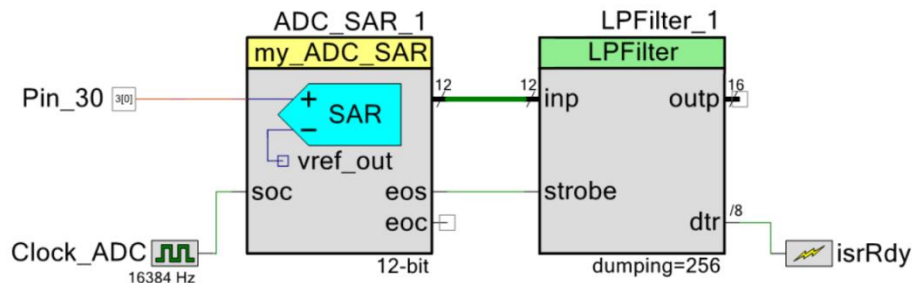 ADC_SAR_1
my_ADC_SAR
Pin_30
3[0]
+
SAR
−
vref_out
12
soc
eos
eoc
Clock_ADC
16384 Hz
12-bit
LPFilter_1
LPFilter
12
inp
outp
16
strobe
dtr
/8
dumping=256
isrRdy